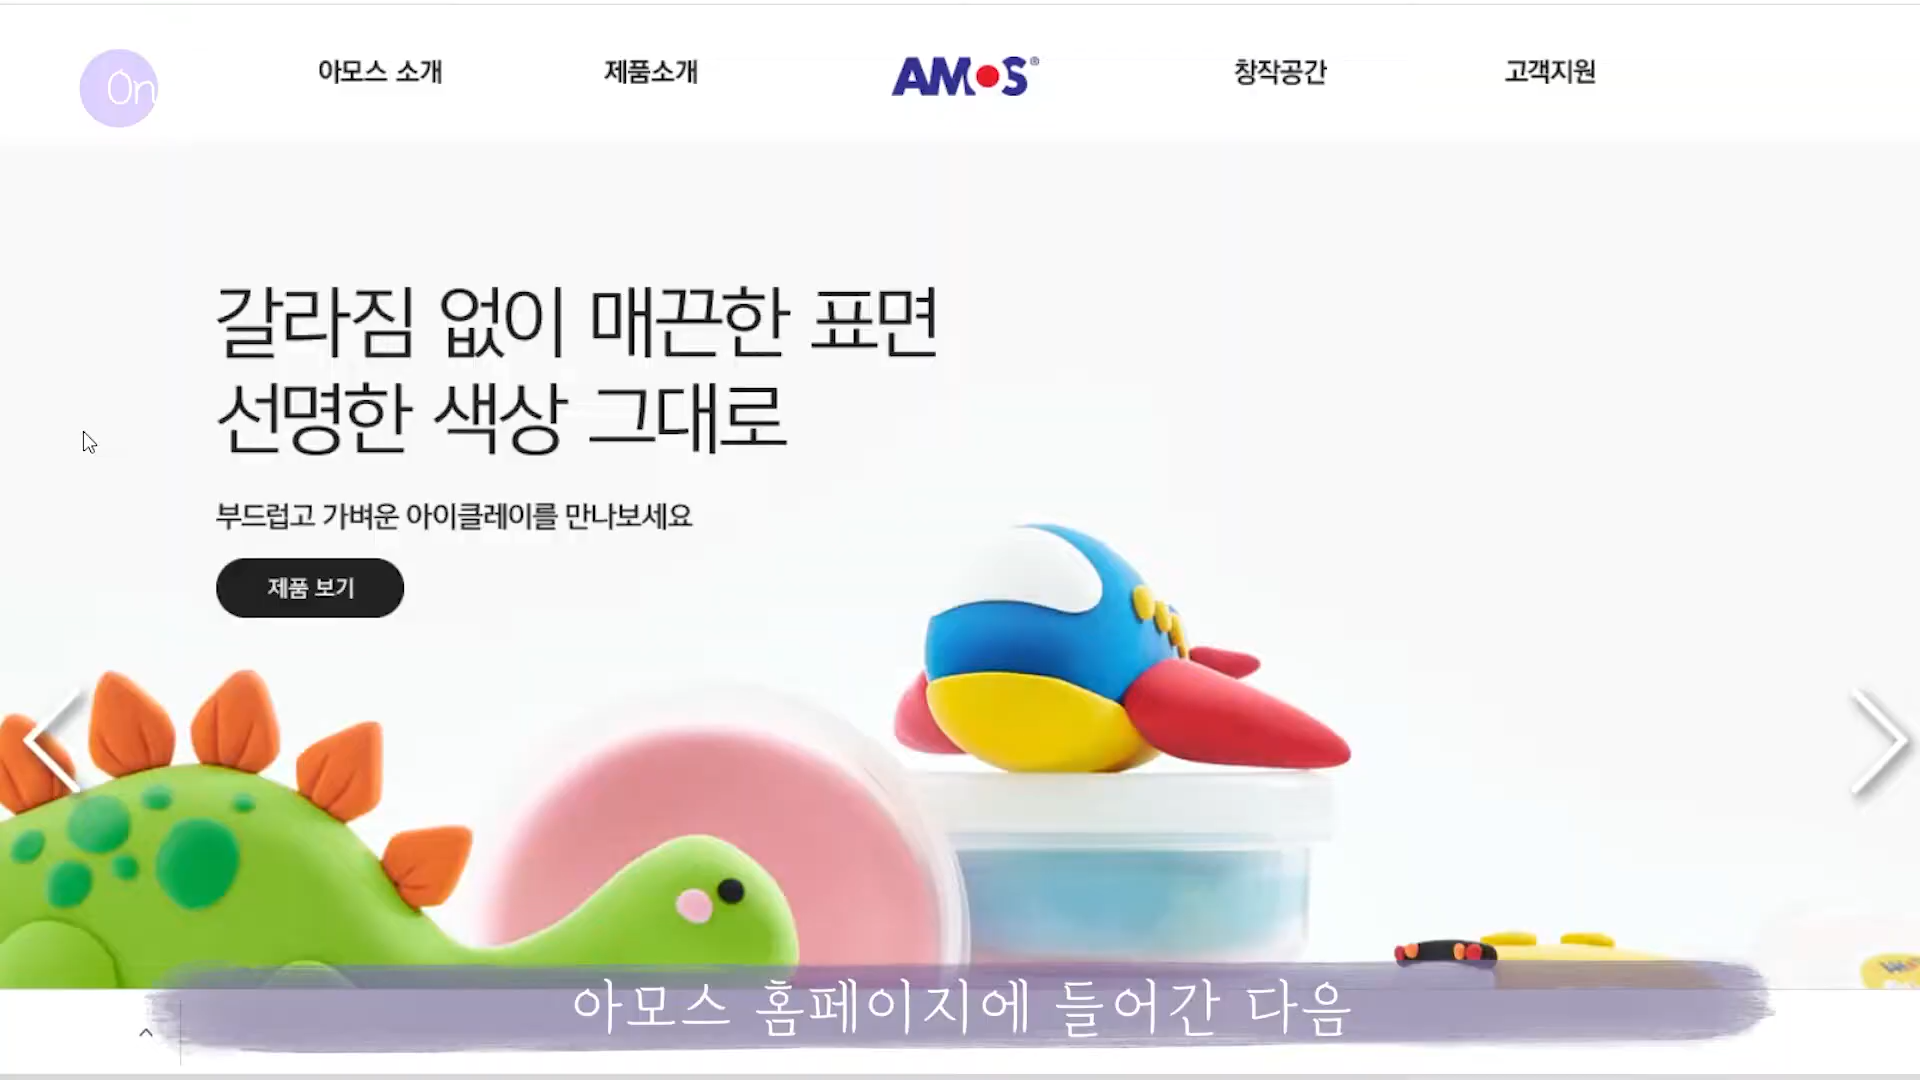 On
아모스 소개
제품소개
AMOS®
창작공간
고객지원
갈라짐 없이 매끈한 표면
선명한 색상 그대로
부드럽고 가벼운 아이클레이를 만나보세요
제품 보기
아모스 홈페이지에 들어간 다음